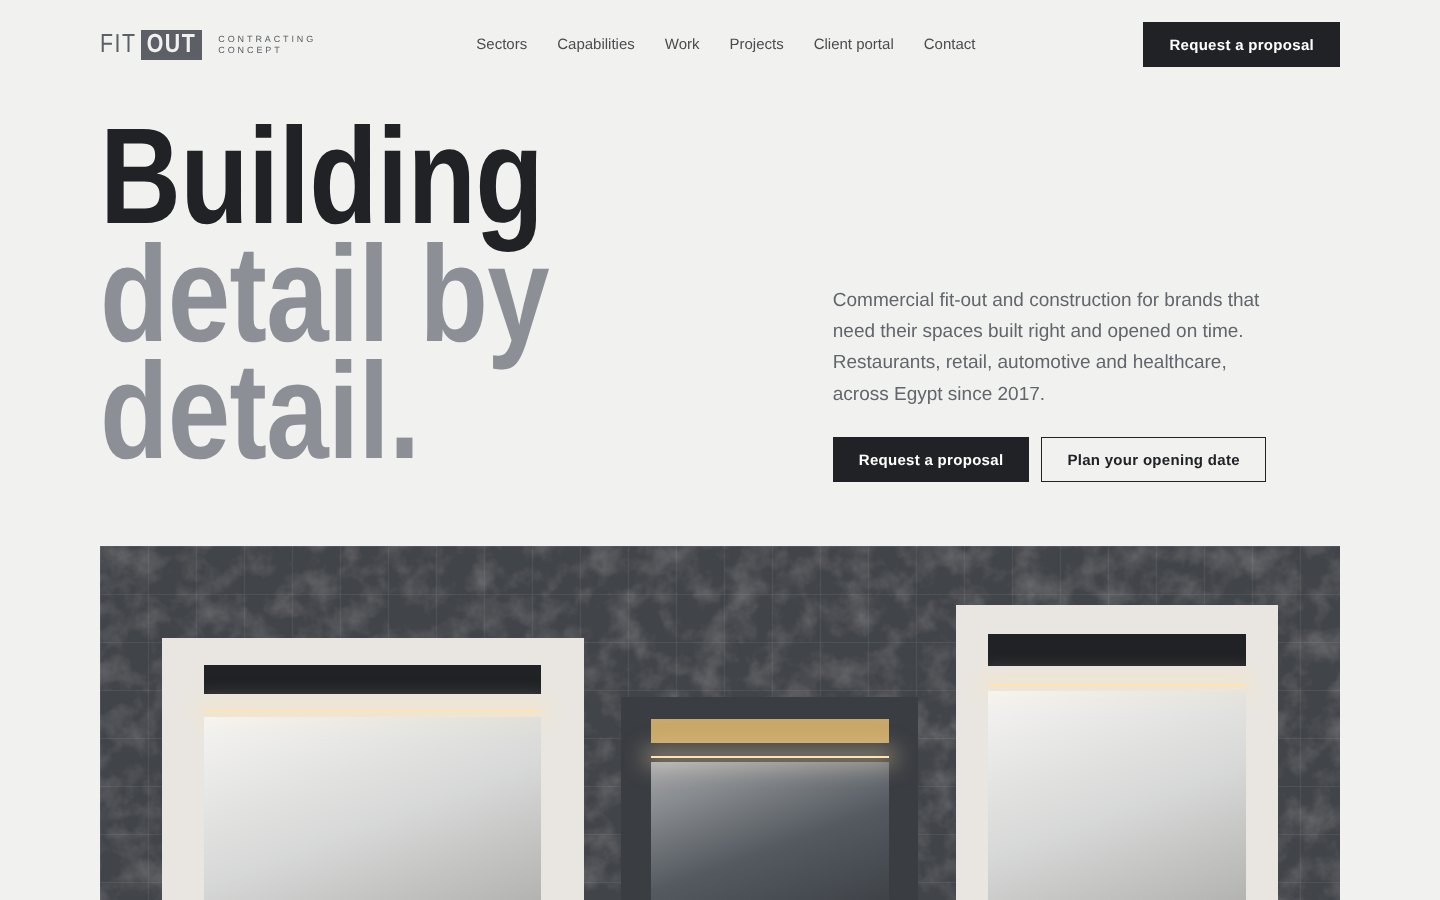 FIT OUT CONTRACTING
CONCEPT
Sectors Capabilities Work Projects Client portal Contact
Request a proposal
Building
detail by
detail.
Commercial fit-out and construction for brands that
need their spaces built right and opened on time.
Restaurants, retail, automotive and healthcare,
across Egypt since 2017.
Request a proposal
Plan your opening date